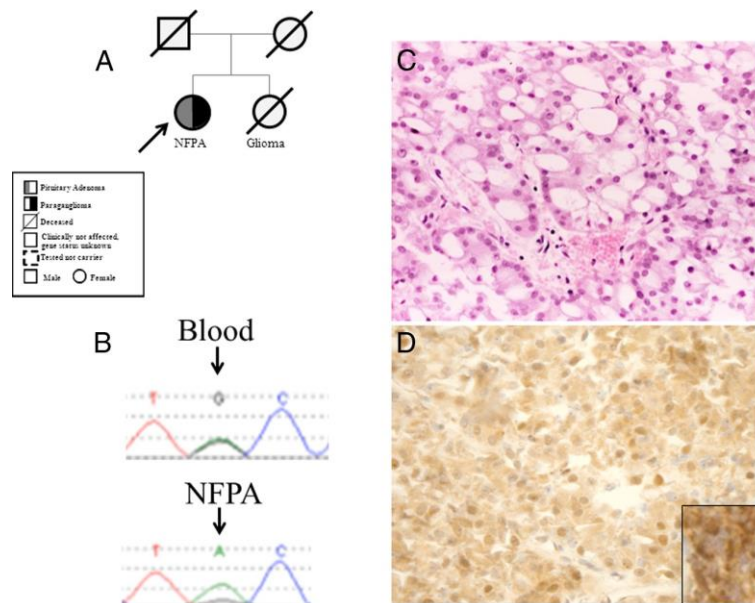 A
NFPA
Glioma
Pituitary Adenoma
Paraganglioma
Deceased
Clinically not affected,
gene status unknown
Tested not carrier
Male
Female
B
Blood
T
G
C
NFPA
T
A
C
C
D